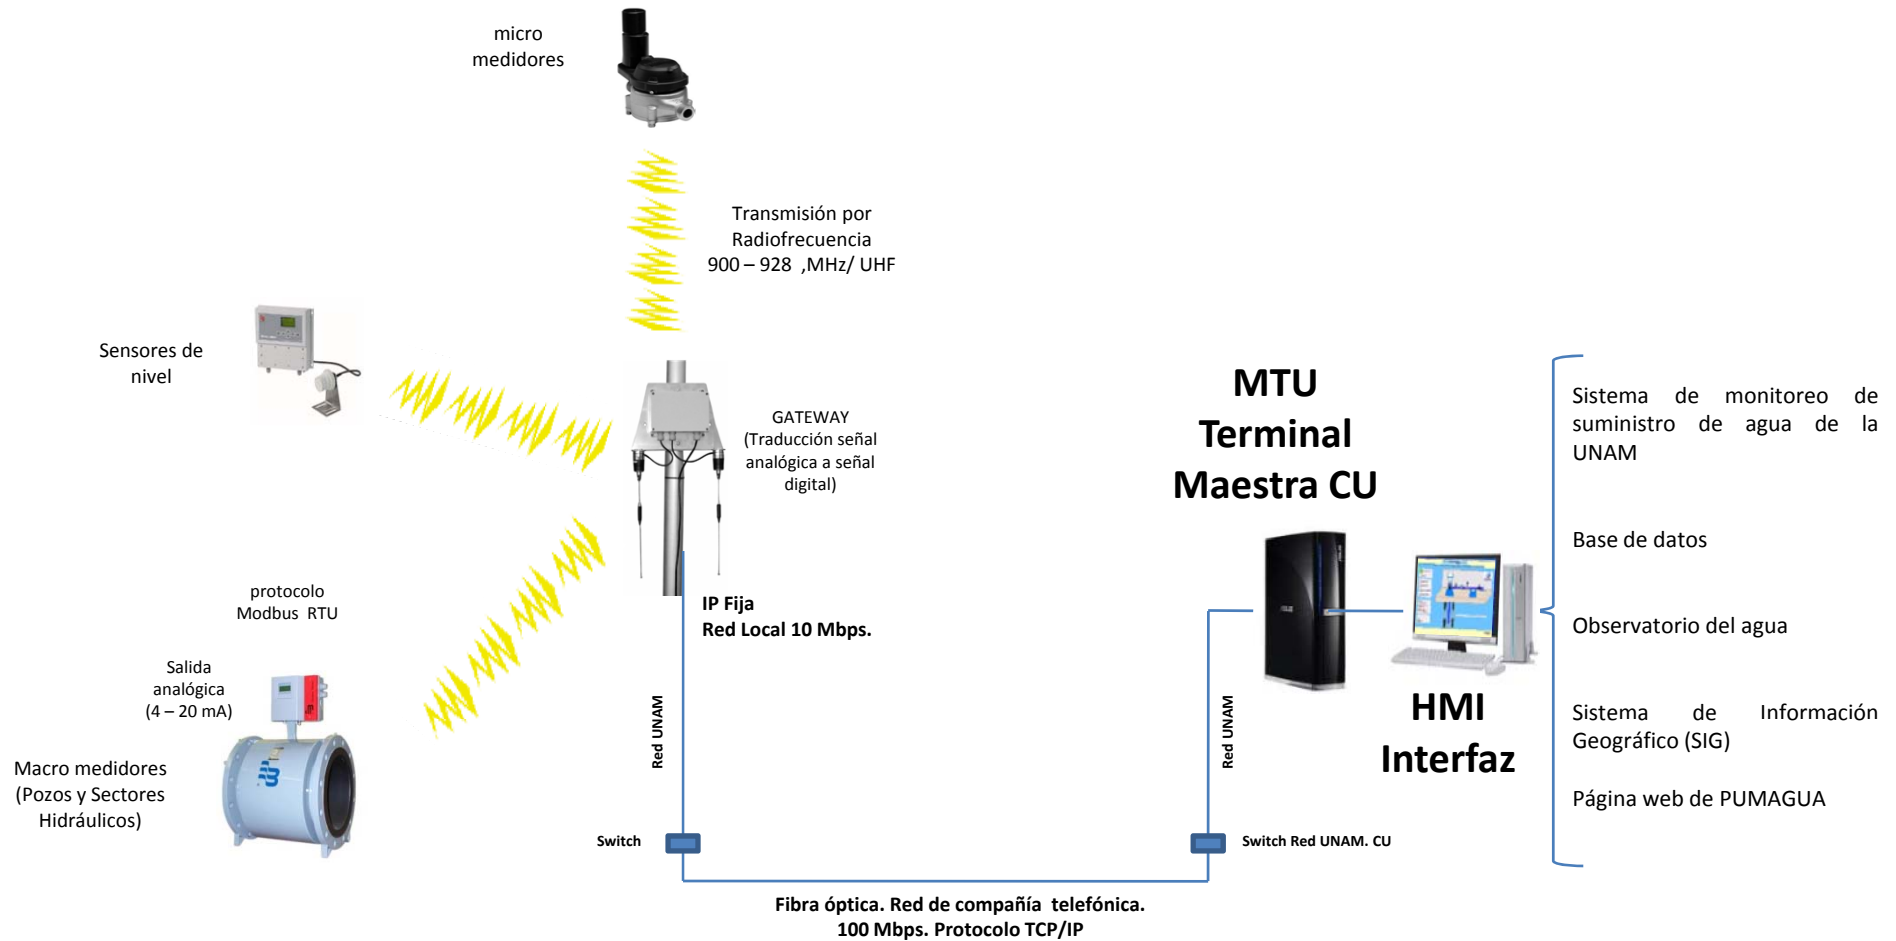 micro
medidores
Transmisión por
Radiofrecuencia
900 – 928 ,MHz/ UHF
Sensores de
nivel
GATEWAY
(Traducción señal
analógica a señal
digital)
protocolo
Modbus RTU
Salida
analógica
(4 – 20 mA)
Macro medidores
(Pozos y Sectores
Hidráulicos)
IP Fija
Red Local 10 Mbps.
Red UNAM
Switch
Fibra óptica. Red de compañía telefónica.
100 Mbps. Protocolo TCP/IP
Switch Red UNAM. CU
Red UNAM
MTU
Terminal
Maestra CU
HMI
Interfaz
Sistema de monitoreo de
suministro de agua de la
UNAM
Base de datos
Observatorio del agua
Sistema de Información
Geográfico (SIG)
Página web de PUMAGUA